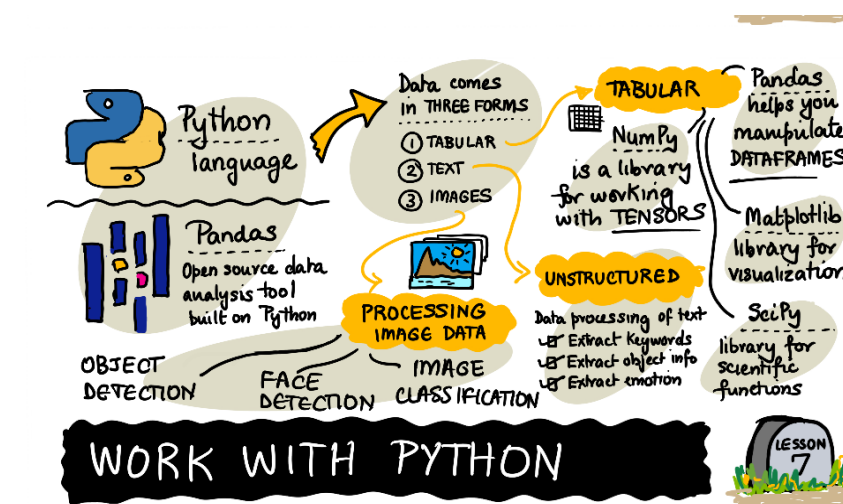 Python
language
Pandas
Open source data
analysis tool
built on Python
Data comes
in THREE FORMS
1 TABULAR
2 TEXT
3 IMAGES
TABULAR
NumPy
is a library
for working
with TENSORS
Pandas
helps you
manipulate
DATAFRAMES
Matplotlib
library for
visualization
SciPy
library for
scientific
functions
UNSTRUCTURED
Data processing of text
Extract Keywords
Extract object info
Extract emotion
PROCESSING
IMAGE DATA
OBJECT
DETECTION
FACE
DETECTION
IMAGE
CLASSIFICATION
WORK WITH PYTHON
LESSON
7